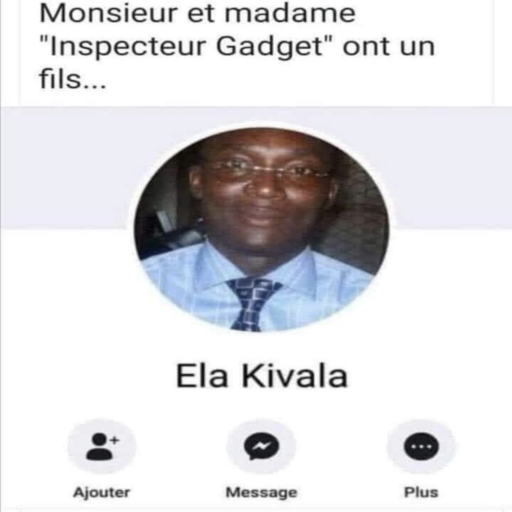 Monsieur et madame
"Inspecteur Gadget" ont un
fils...
Ela Kivala
Ajouter
Message
Plus